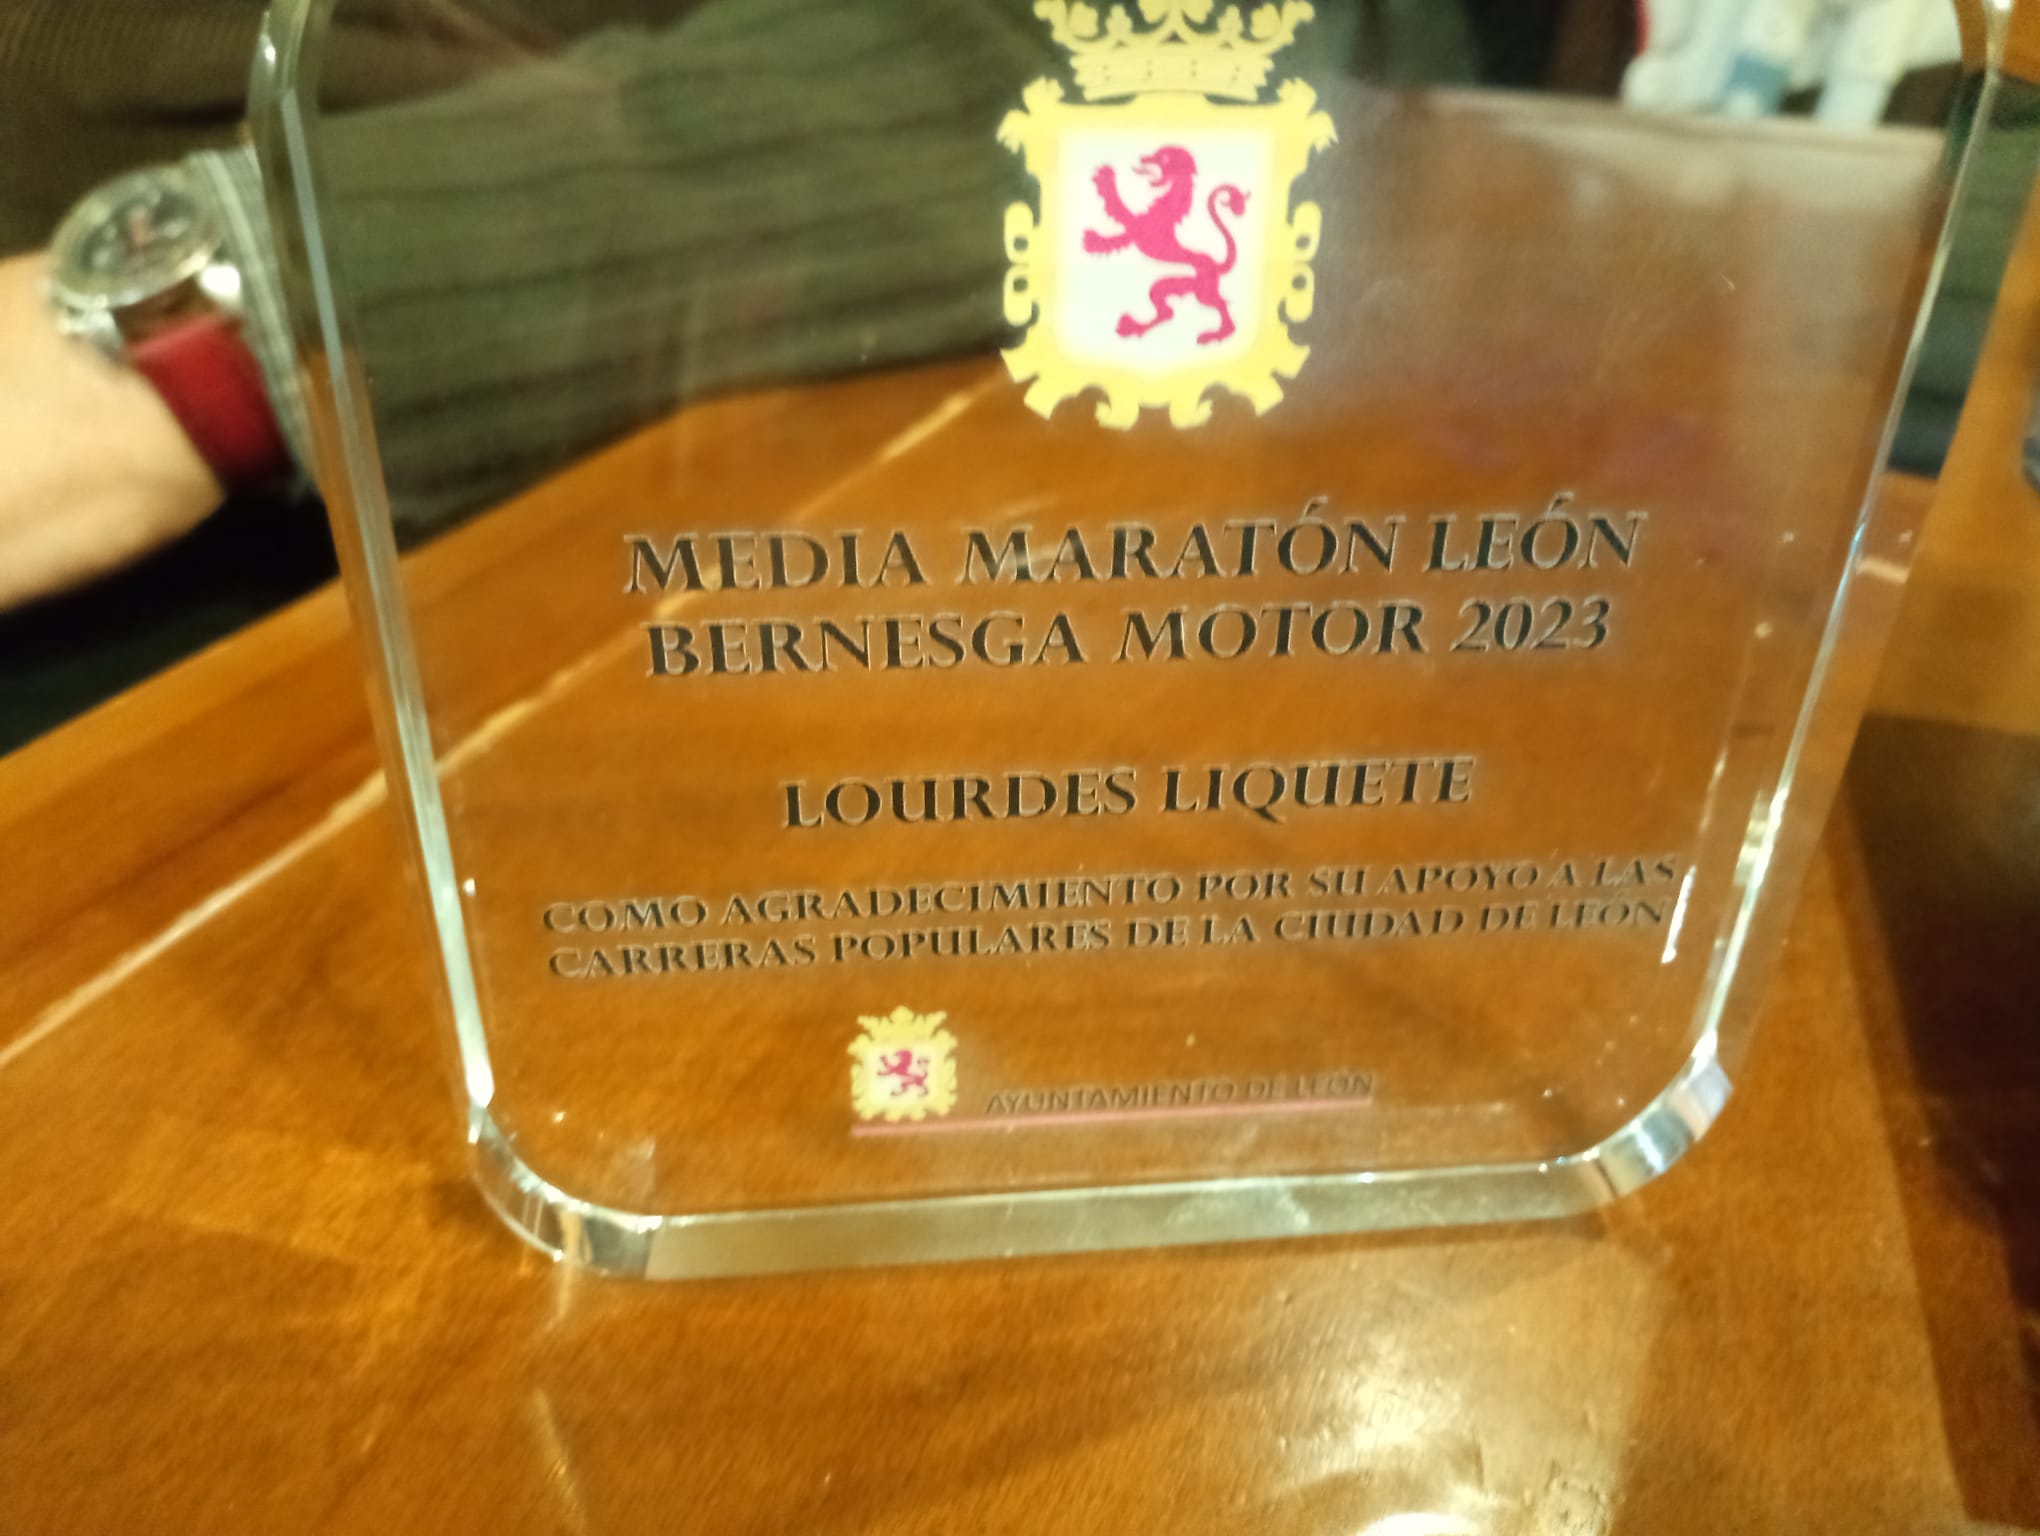 MEDIA MARATÓN LEÓN
BERNESGA MOTOR 2023
LOURDES LIQUETE
COMO AGRADECIMIENTO POR SU APOYO A LAS
CARRERAS POPULARES DE LA CIUDAD DE LEÓN
AYUNTAMIENTO DE LEÓN